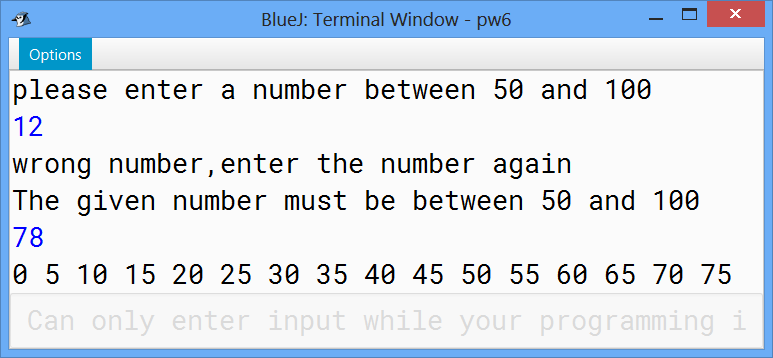 BlueJ: Terminal Window - pw6
Options
please enter a number between 50 and 100
12
wrong number,enter the number again
The given number must be between 50 and 100
78
0 5 10 15 20 25 30 35 40 45 50 55 60 65 70 75
Can only enter input while your programming i